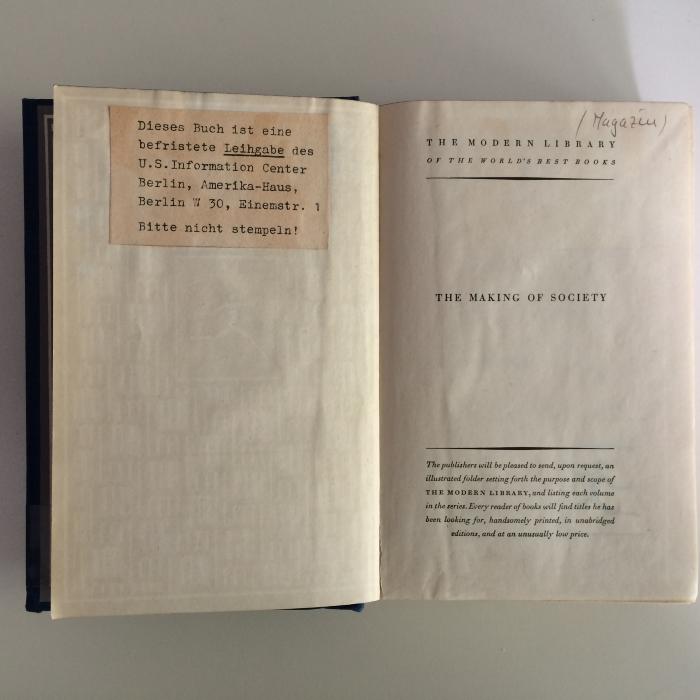 Dieses Buch ist eine
befristete Leihgabe des
U.S.Information Center
Berlin, Amerika-Haus,
Berlin W 30, Einemstr. 1
Bitte nicht stempeln!
(Magazin)
THE MODERN LIBRARY
OF THE WORLD'S BEST BOOKS
THE MAKING OF SOCIETY
The publishers will be pleased to send, upon request, an
illustrated folder setting forth the purpose and scope of
THE MODERN LIBRARY, and listing each volume
in the series. Every reader of books will find titles he has
been looking for, handsomely printed, in unabridged
editions, and at an unusually low price.